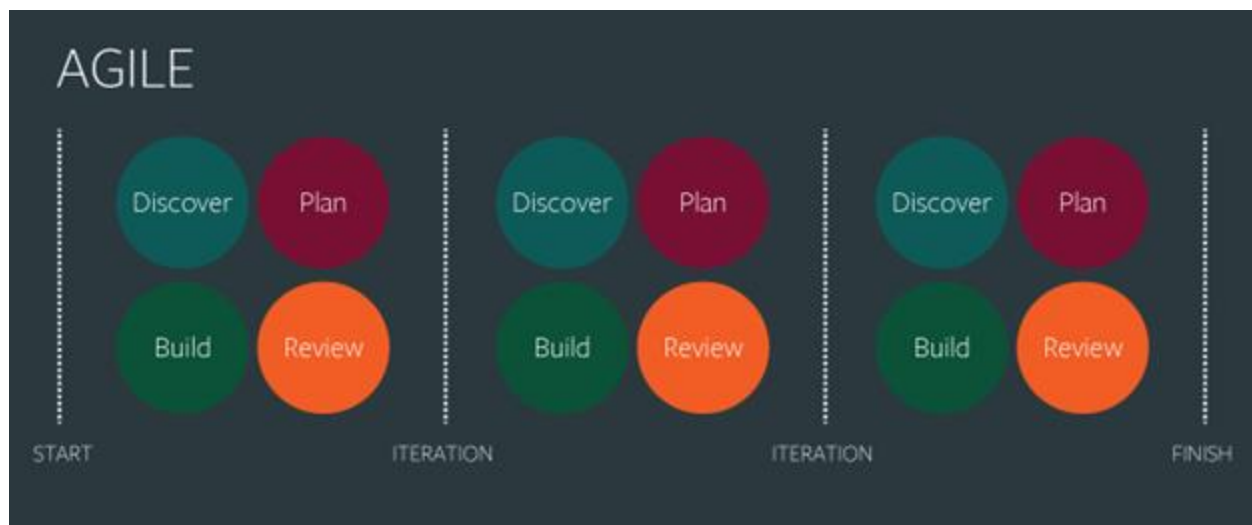 AGILE
Discover Plan Discover Plan Discover Plan
Build Review Build Review Build Review
START ITERATION ITERATION FINISH